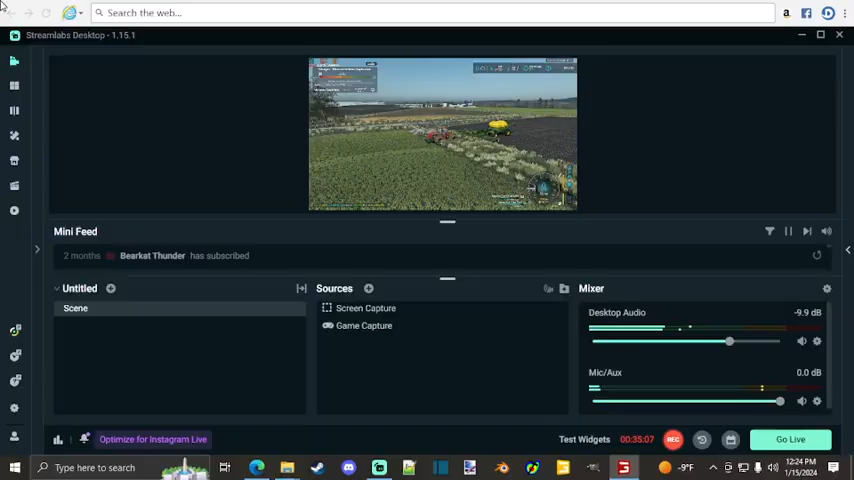 Search the web...
Streamlabs Desktop - 1.15.1
Mini Feed
2 months Bearkat Thunder has subscribed
Untitled
Sources
Mixer
Scene
Screen Capture
Game Capture
Desktop Audio -9.9 dB
Mic/Aux 0.0 dB
Optimize for Instagram Live
Test Widgets 00:35:07 REC Go Live
Type here to search
-9°F
12:24 PM
1/15/2024